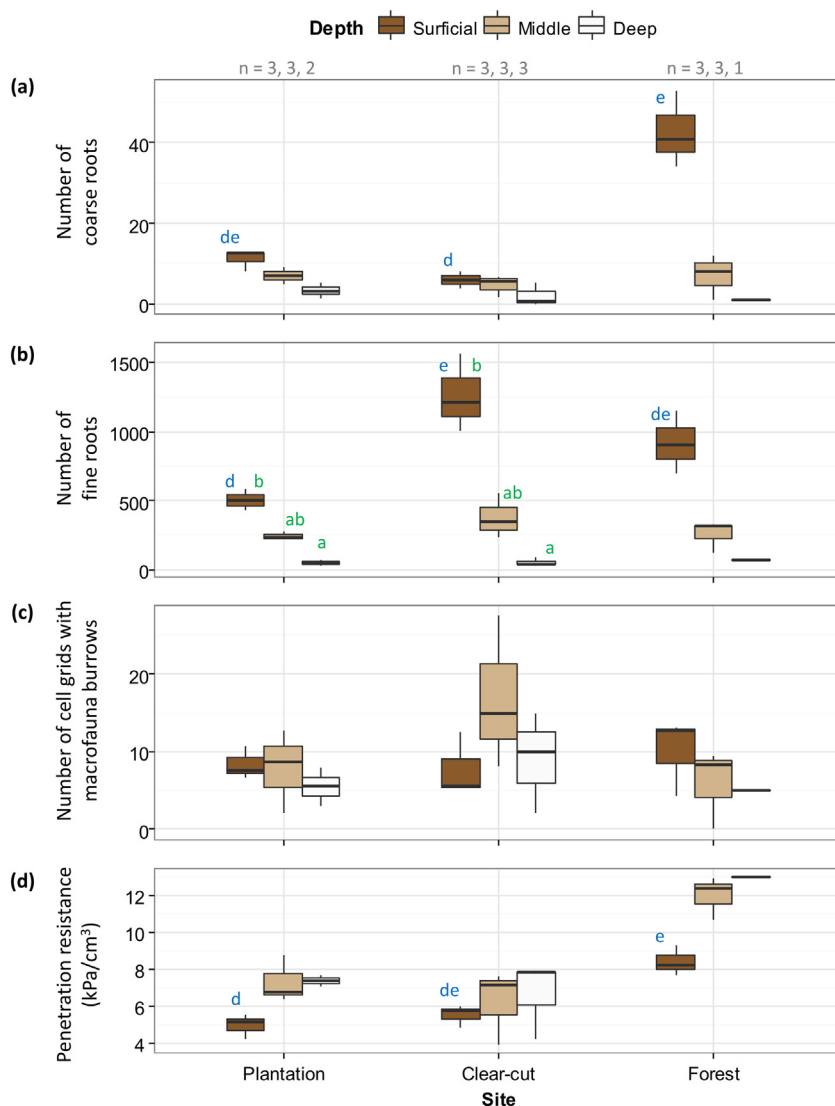 Depth Surficial Middle Deep
n = 3, 3, 2 n = 3, 3, 3 n = 3, 3, 1
(a)
Number of
coarse roots
40
20
0
de
d
e
(b)
Number of
fine roots
1500
1000
500
0
d b
ab
a
e b
ab
a
de
(c)
Number of cell grids with
macrofauna burrows
20
10
0
(d)
Penetration resistance
(kPa/cm³)
12
10
8
6
4
d
de
e
Plantation Clear-cut Forest
Site